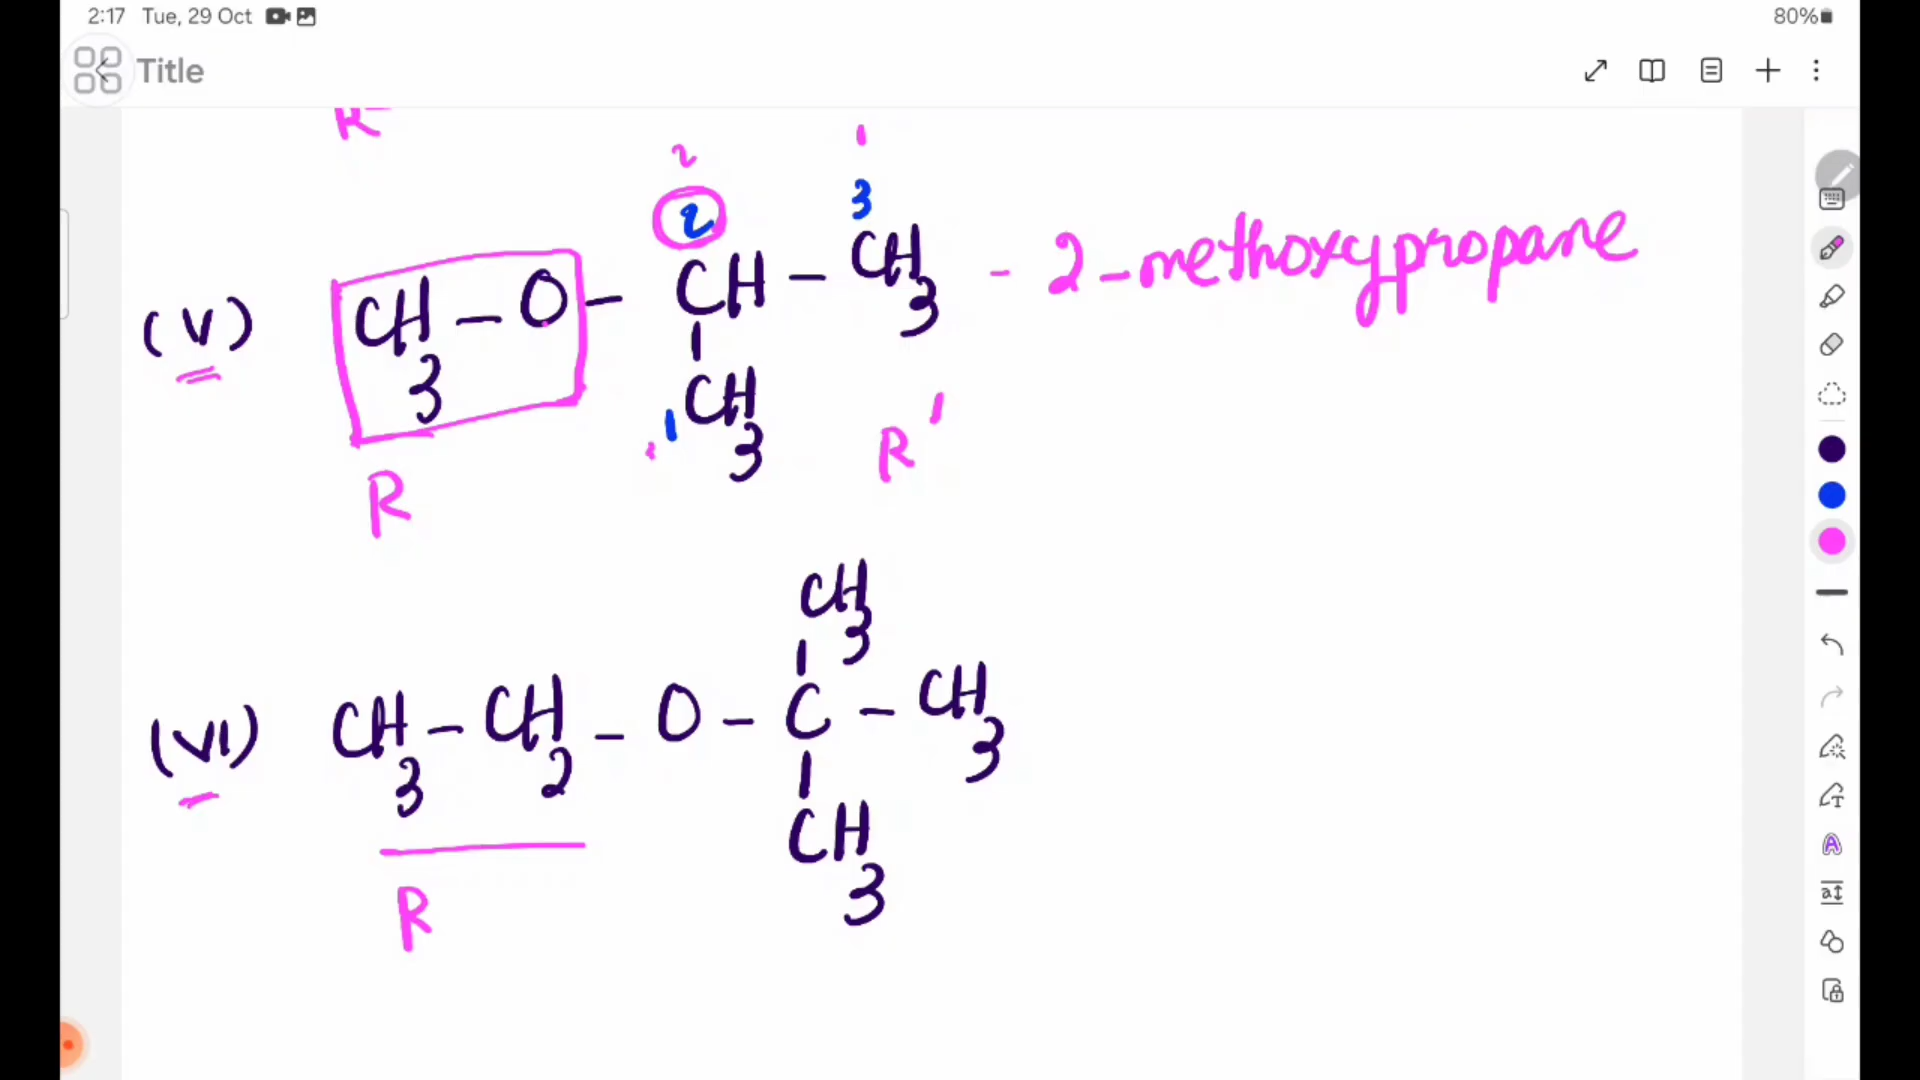 2:17 Tue, 29 Oct 80%
Title
R
2 1
2 3
(V) CH3 - O - CH - CH3 - 2-methoxypropane
1 1 CH3
R R'
CH3
(VI) CH3 - CH2 - O - C - CH3
CH3
R